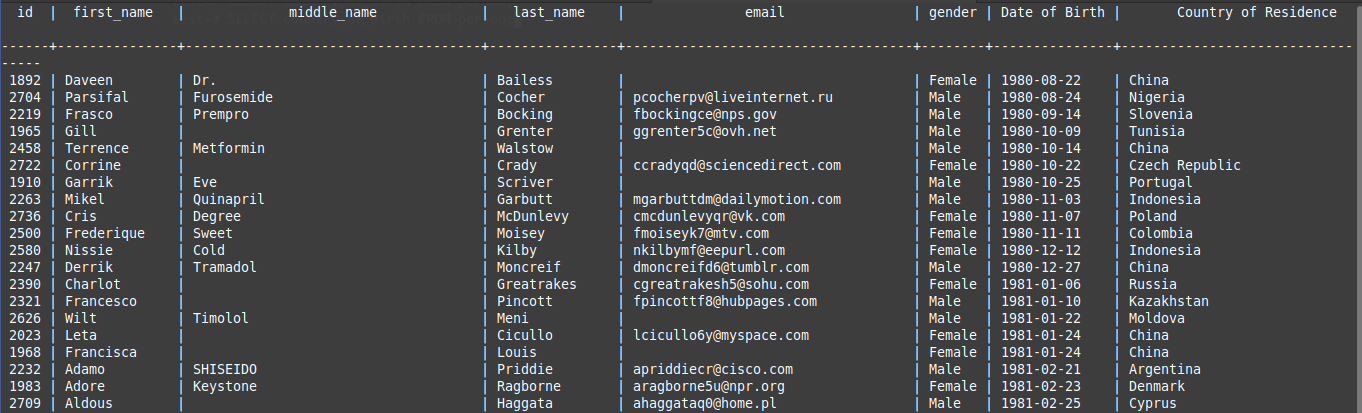 id | first_name | middle_name | last_name | email | gender | Date of Birth | Country of Residence
------+---------------+--------------------------------------+----------------+------------------------------------+--------+---------------+-----------------------------
-----
1892 | Daveen | Dr. | Bailess | | Female | 1980-08-22 | China
2704 | Parsifal | Furosemide | Cocher | pcocherpv@liveinternet.ru | Male | 1980-08-24 | Nigeria
2219 | Frasco | Prempro | Bocking | fbockingce@nps.gov | Male | 1980-09-14 | Slovenia
1965 | Gill | | Grenter | ggrenter5c@ovh.net | Male | 1980-10-09 | Tunisia
2458 | Terrence | Metformin | Walstow | | Male | 1980-10-14 | China
2722 | Corrine | | Crady | ccradyqd@sciencedirect.com | Female | 1980-10-22 | Czech Republic
1910 | Garrik | Eve | Scriver | | Male | 1980-10-25 | Portugal
2263 | Mikel | Quinapril | Garbutt | mgarbuttdm@dailymotion.com | Male | 1980-11-03 | Indonesia
2736 | Cris | Degree | McDunlevy | cmcdunlevyqr@vk.com | Female | 1980-11-07 | Poland
2500 | Frederique | Sweet | Moisey | fmoiseyk7@mtv.com | Female | 1980-11-11 | Colombia
2580 | Nissie | Cold | Kilby | nkilbymf@eepurl.com | Female | 1980-12-12 | Indonesia
2247 | Derrik | Tramadol | Moncreif | dmoncreifd6@tumblr.com | Male | 1980-12-27 | China
2390 | Charlot | | Greatrakes | cgreatrakesh5@sohu.com | Female | 1981-01-06 | Russia
2321 | Francesco | | Pincott | fpincottf8@hubpages.com | Male | 1981-01-10 | Kazakhstan
2626 | Wilt | Timolol | Meni | | Male | 1981-01-22 | Moldova
2023 | Leta | | Cicullo | lcicullo6y@myspace.com | Female | 1981-01-24 | China
1968 | Francisca | | Louis | | Female | 1981-01-24 | China
2232 | Adamo | SHISEIDO | Priddie | apriddiecr@cisco.com | Male | 1981-02-21 | Argentina
1983 | Adore | Keystone | Ragborne | aragborne5u@npr.org | Female | 1981-02-23 | Denmark
2709 | Aldous | | Haggata | ahaggataq0@home.pl | Male | 1981-02-25 | Cyprus